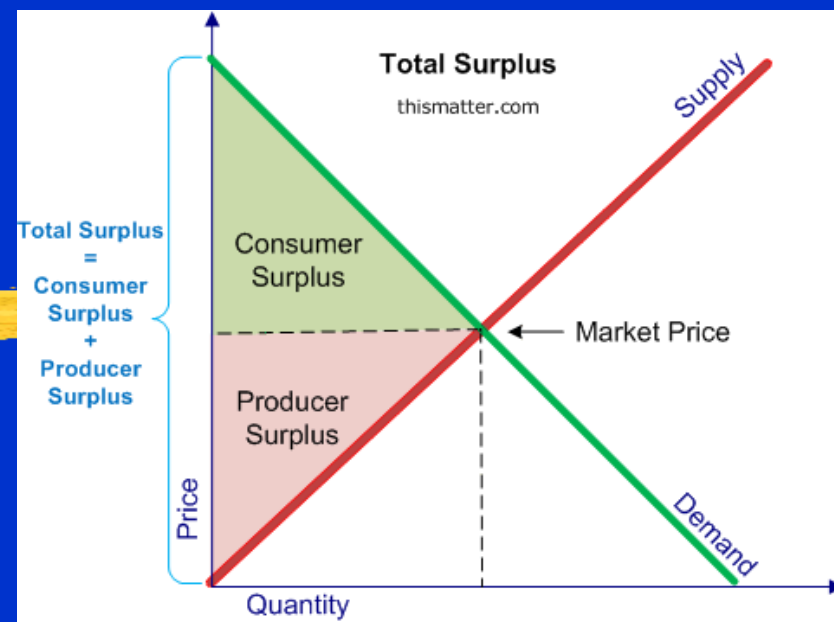 Total Surplus
thismatter.com
Supply
Total Surplus
=
Consumer
Surplus
+
Producer
Surplus
Consumer
Surplus
Market Price
Producer
Surplus
Price
Demand
Quantity